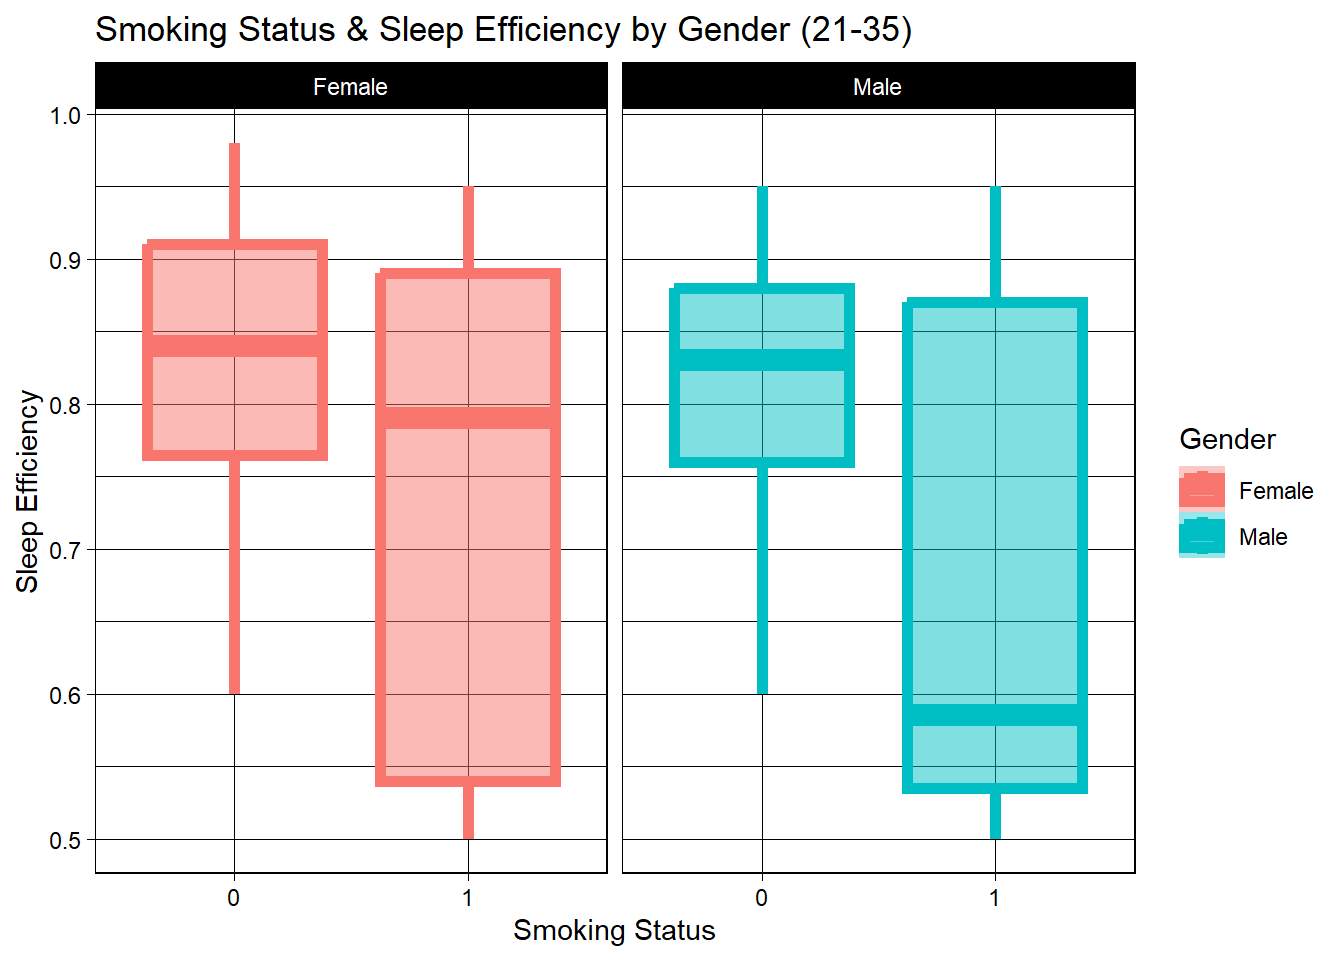 Smoking Status & Sleep Efficiency by Gender (21-35)
Female
Male
1.0
0.9
0.8
0.7
0.6
0.5
Sleep Efficiency
0
1
0
1
Smoking Status
Gender
Female
Male